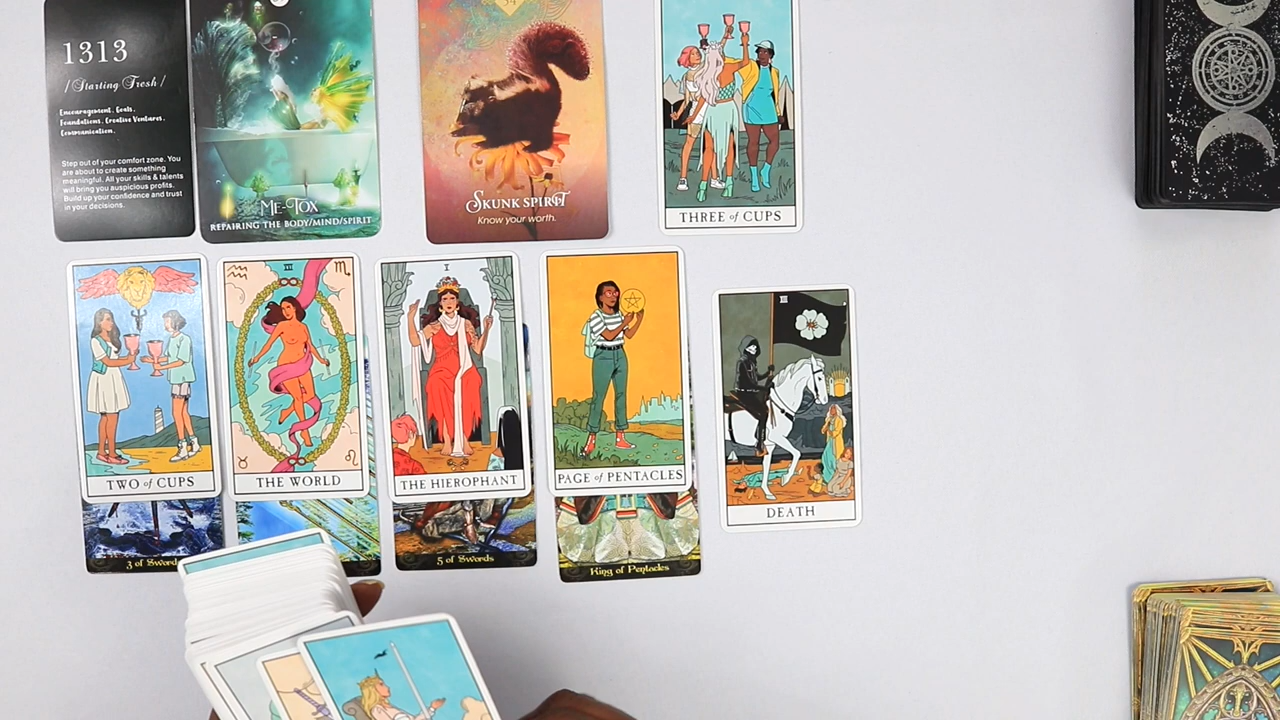 1313
/Starting Fresh/
Encouragement. Goals.
Foundations. Creative Ventures.
Communication.
Step out of your comfort zone. You
are about to create something
meaningful. All your skills & talents
will bring you auspicious profits.
Build up your confidence and trust
in your decisions.
ME-TOX
REPAIRING THE BODY/MIND/SPIRIT
34
SKUNK SPIRIT
Know your worth.
THREE of CUPS
TWO of CUPS
THE WORLD
I
THE HIEROPHANT
PAGE of PENTACLES
DEATH
3 of Swords
5 of Swords
King of Pentacles